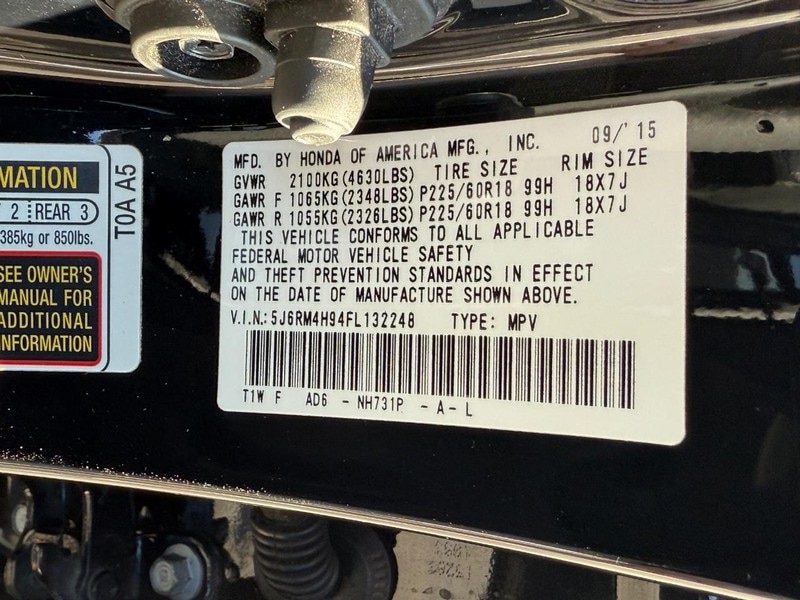 MATION
2 REAR 3
385kg or 850lbs.
SEE OWNER'S
MANUAL FOR
ADDITIONAL
INFORMATION
T0A A5
MFD. BY HONDA OF AMERICA MFG., INC. 09/'15
GVWR 2100KG(4630LBS) TIRE SIZE RIM SIZE
GAWR F 1065KG(2348LBS) P225/60R18 99H 18X7J
GAWR R 1055KG(2326LBS) P225/60R18 99H 18X7J
THIS VEHICLE CONFORMS TO ALL APPLICABLE
FEDERAL MOTOR VEHICLE SAFETY
AND THEFT PREVENTION STANDARDS IN EFFECT
ON THE DATE OF MANUFACTURE SHOWN ABOVE.
V.I.N.:5J6RM4H94FL132248 TYPE: MPV
T1W F AD6 - NH731P - A - L